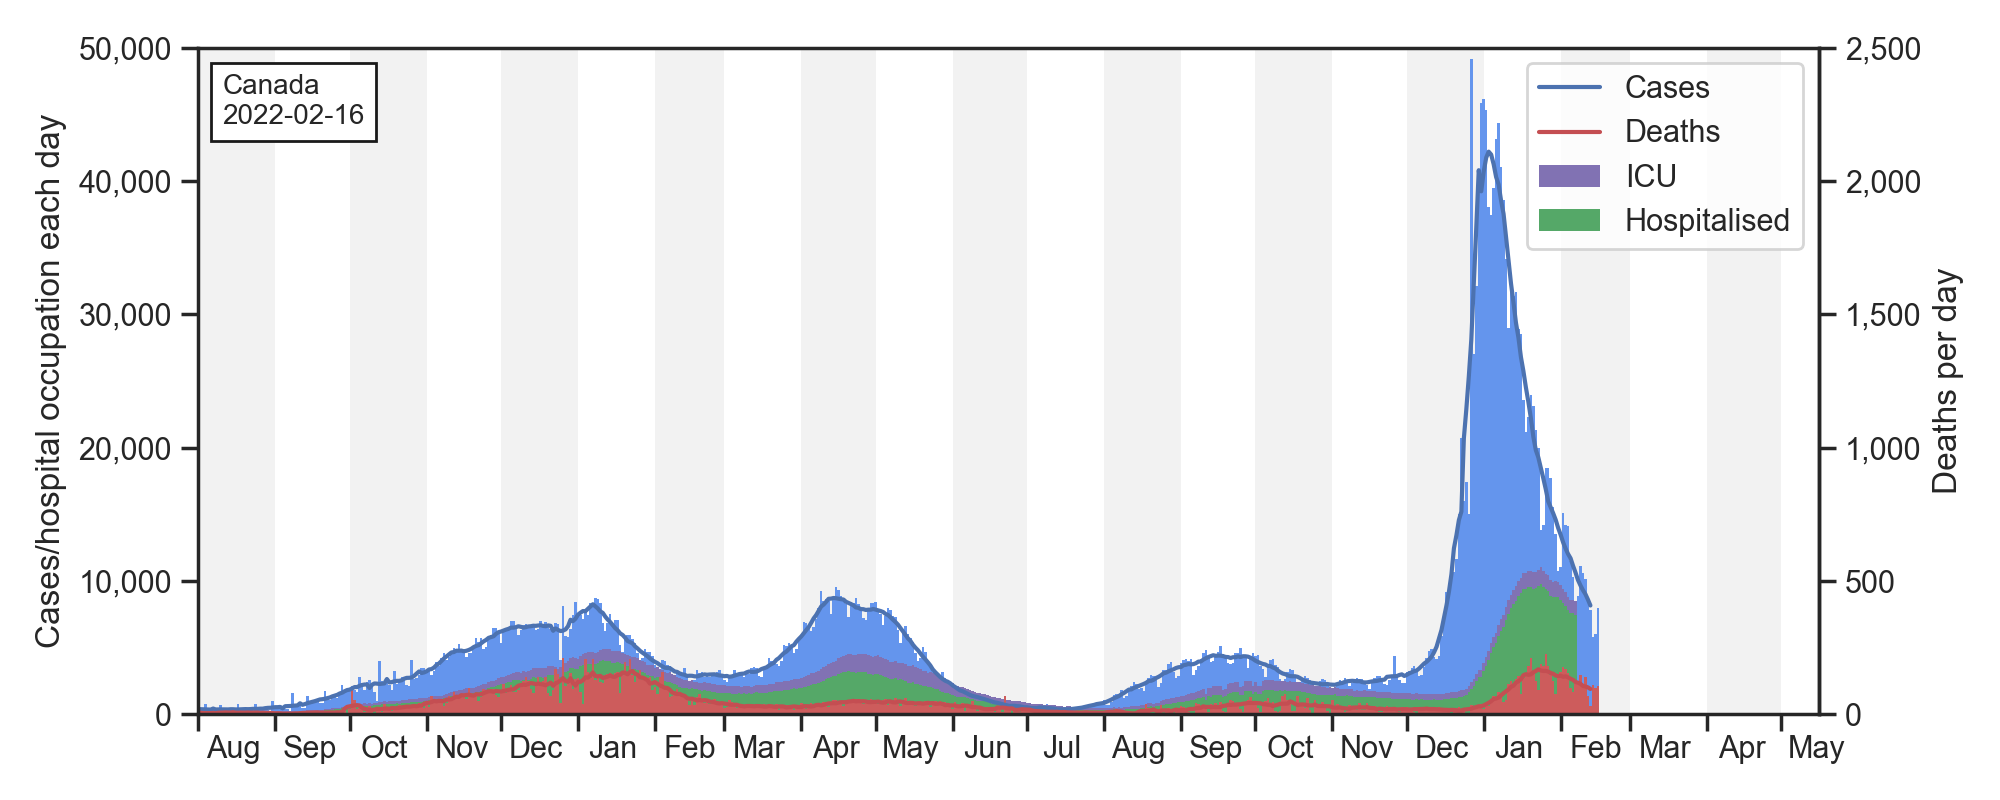 Canada
2022-02-16
Cases/hospital occupation each day
50,000
40,000
30,000
20,000
10,000
0
Cases
Deaths
ICU
Hospitalised
2,500
2,000
1,500
1,000
500
0
Deaths per day
Aug Sep Oct Nov Dec Jan Feb Mar Apr May Jun Jul Aug Sep Oct Nov Dec Jan Feb Mar Apr May